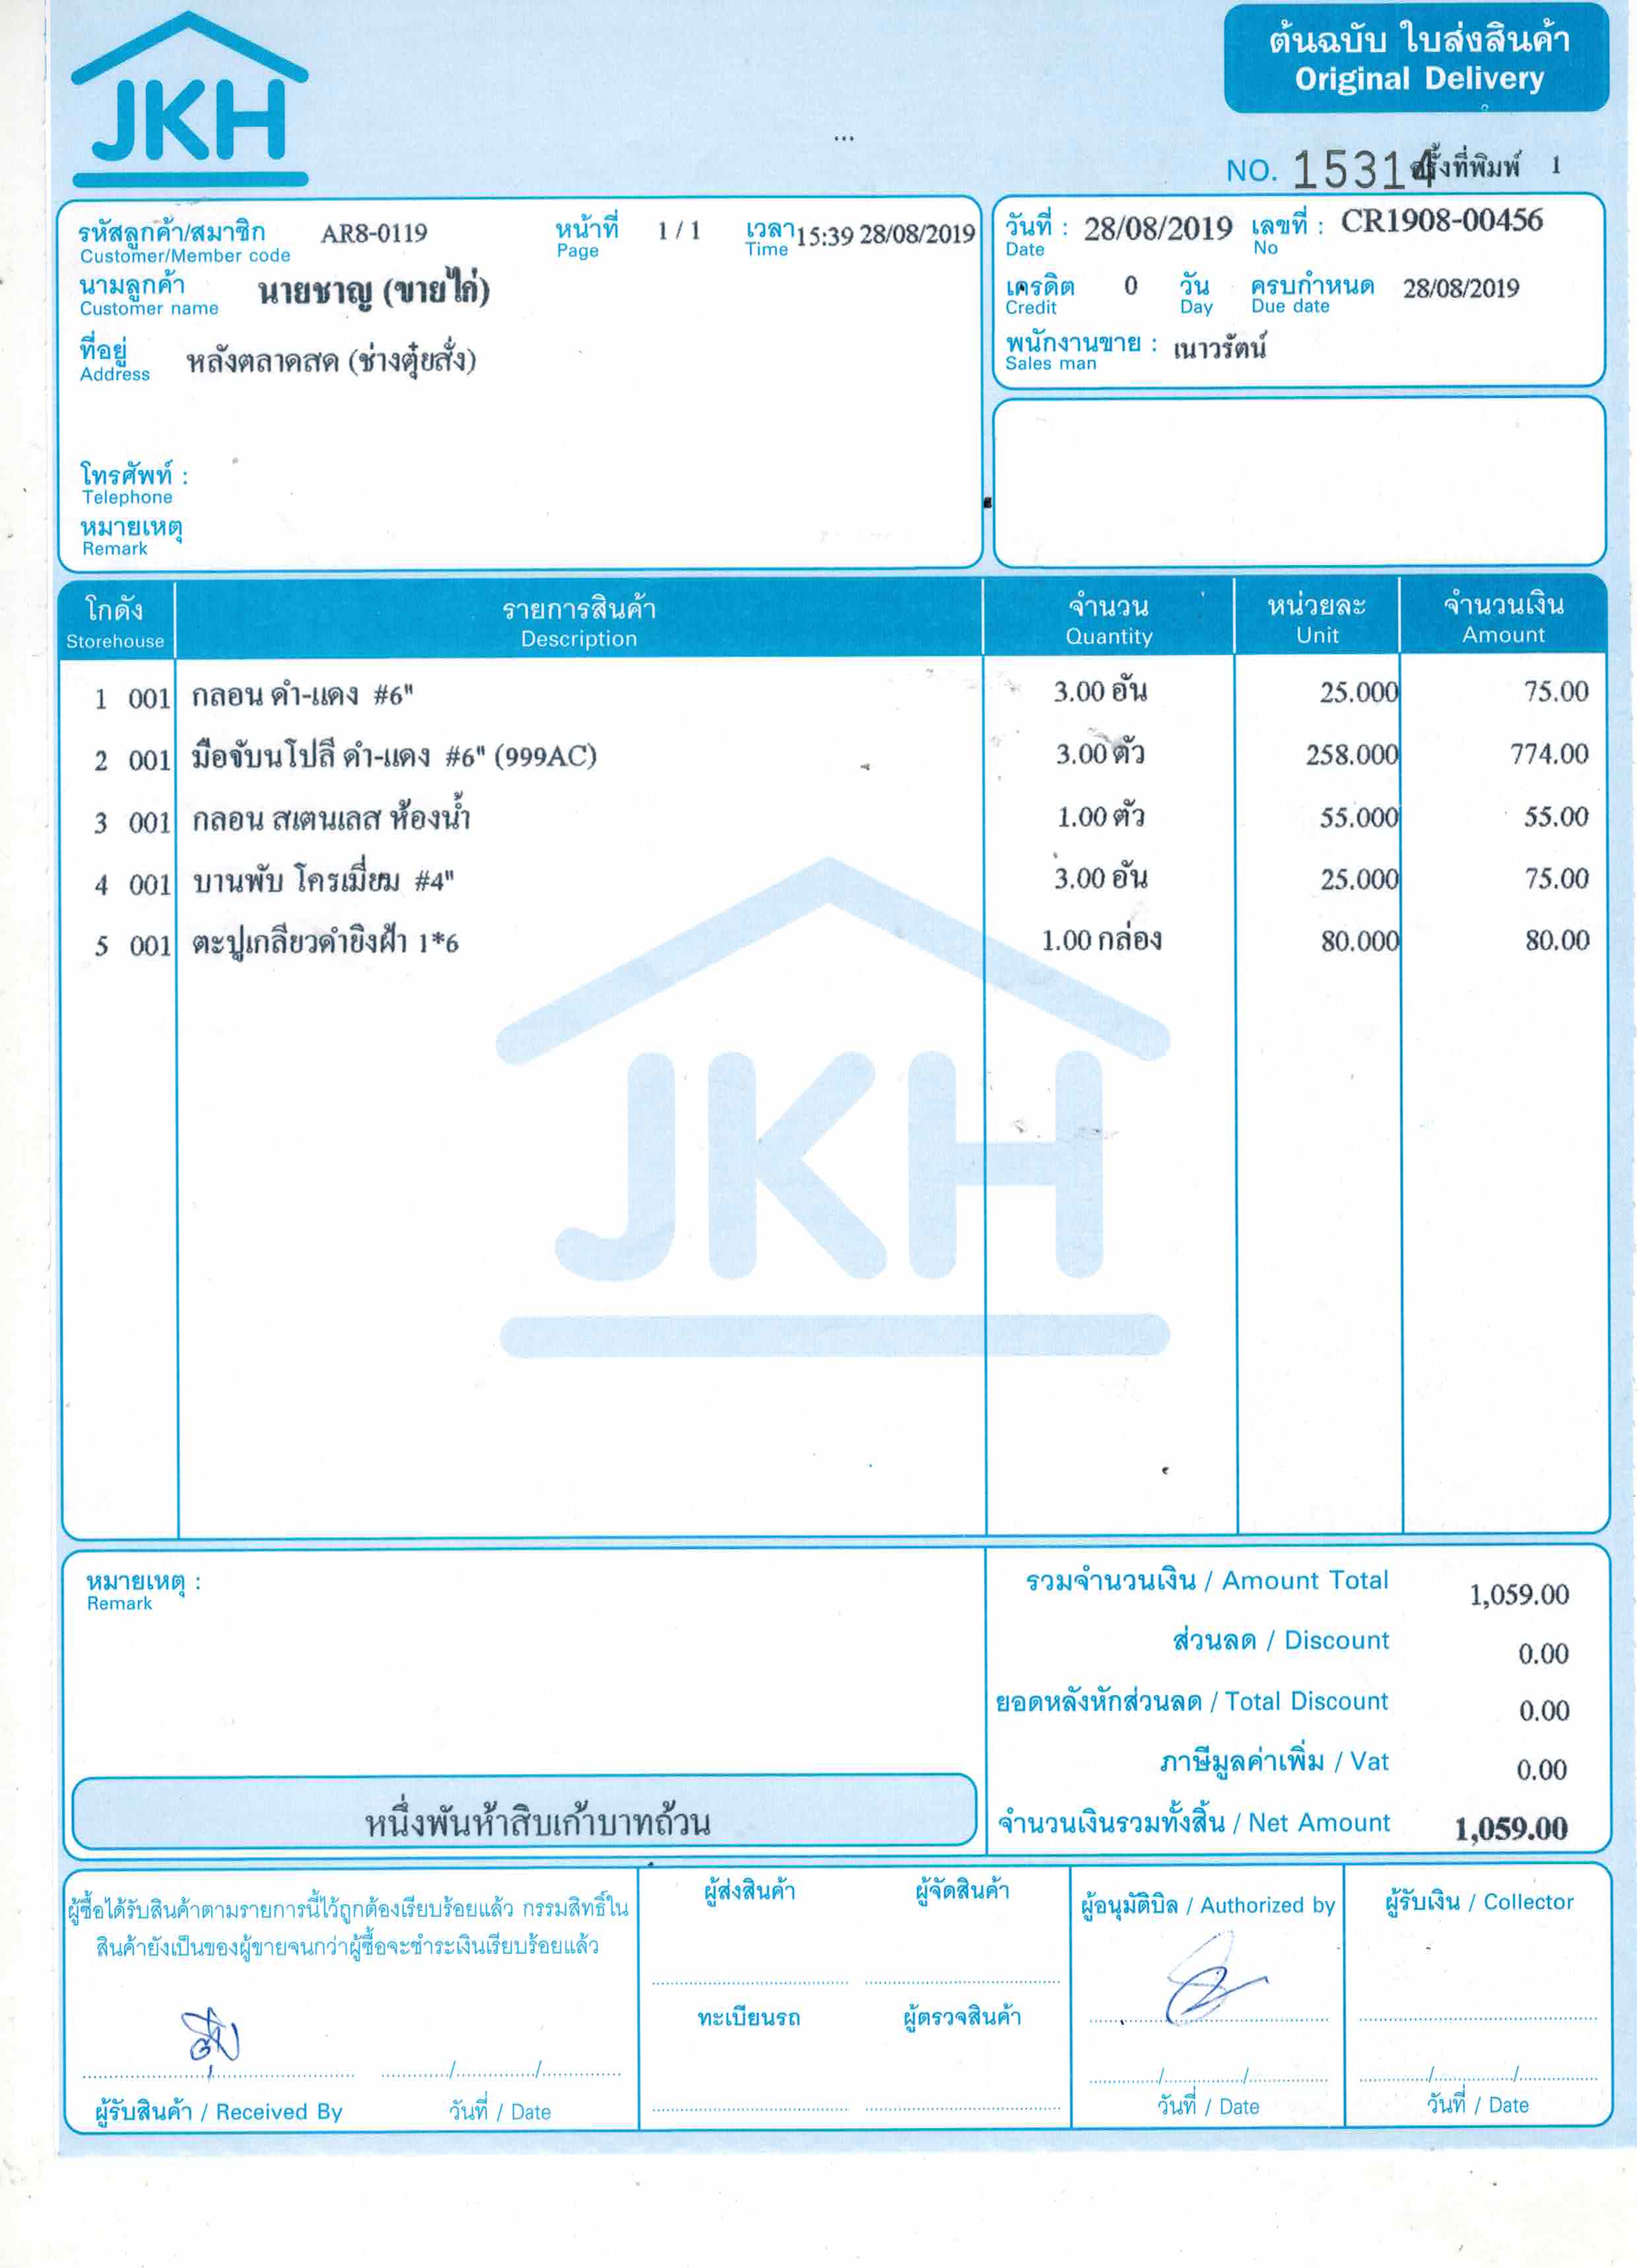 JKH
ต้นฉบับ ใบส่งสินค้า
Original Delivery
...
NO. 15314 ครั้งที่พิมพ์ 1
รหัสลูกค้า/สมาชิก AR8-0119 หน้าที่ 1 / 1 เวลา 15:39 28/08/2019
Customer/Member code Page Time
นามลูกค้า นายชาญ (ขายไก่)
Customer name
ที่อยู่ หลังตลาดสด (ช่างตุ๋ยสั่ง)
Address
โทรศัพท์ :
Telephone
หมายเหตุ
Remark
วันที่ : 28/08/2019 เลขที่ : CR1908-00456
Date No
เครดิต 0 วัน ครบกำหนด 28/08/2019
Credit Day Due date
พนักงานขาย : เนาวรัตน์
Sales man
โกดัง รายการสินค้า จำนวน หน่วยละ จำนวนเงิน
Storehouse Description Quantity Unit Amount
1 001 กลอน ดำ-แดง #6" 3.00 อัน 25.000 75.00
2 001 มือจับนโปลี ดำ-แดง #6" (999AC) 3.00 ตัว 258.000 774.00
3 001 กลอน สเตนเลส ห้องน้ำ 1.00 ตัว 55.000 55.00
4 001 บานพับ โครเมี่ยม #4" 3.00 อัน 25.000 75.00
5 001 ตะปูเกลียวดำยิงฝ้า 1*6 1.00 กล่อง 80.000 80.00
JKH
หมายเหตุ :
Remark
รวมจำนวนเงิน / Amount Total 1,059.00
ส่วนลด / Discount 0.00
ยอดหลังหักส่วนลด / Total Discount 0.00
ภาษีมูลค่าเพิ่ม / Vat 0.00
หนึ่งพันห้าสิบเก้าบาทถ้วน
จำนวนเงินรวมทั้งสิ้น / Net Amount 1,059.00
ผู้ซื้อได้รับสินค้าตามรายการนี้ไว้ถูกต้องเรียบร้อยแล้ว กรรมสิทธิ์ใน
สินค้ายังเป็นของผู้ขายจนกว่าผู้ซื้อจะชำระเงินเรียบร้อยแล้ว
ผู้รับสินค้า / Received By วันที่ / Date
ผู้ส่งสินค้า ผู้จัดสินค้า
ทะเบียนรถ ผู้ตรวจสินค้า
ผู้อนุมัติบิล / Authorized by
วันที่ / Date
ผู้รับเงิน / Collector
วันที่ / Date